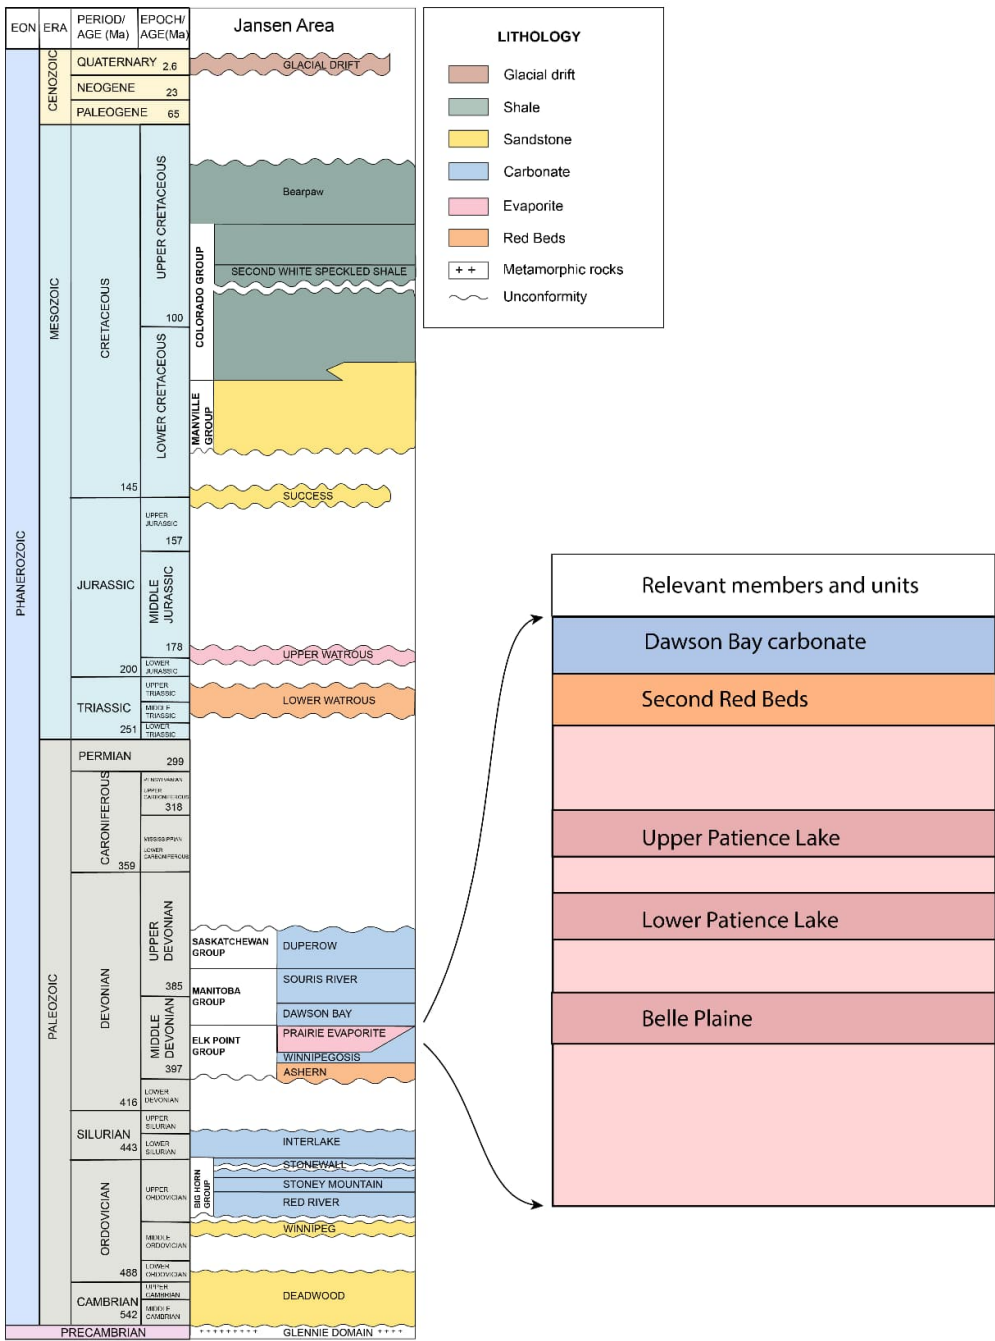 EON
ERA
PERIOD/
AGE (Ma)
EPOCH/
AGE(Ma)
Jansen Area
PHANEROZOIC
CENOZOIC
QUATERNARY 2.6
NEOGENE 23
PALEOGENE 65
GLACIAL DRIFT
MESOZOIC
CRETACEOUS
145
UPPER CRETACEOUS
100
LOWER CRETACEOUS
Bearpaw
COLORADO GROUP
SECOND WHITE SPECKLED SHALE
MANVILLE
GROUP
SUCCESS
JURASSIC
200
UPPER
JURASSIC
157
MIDDLE
JURASSIC
178
LOWER
JURASSIC
UPPER WATROUS
TRIASSIC
251
UPPER
TRIASSIC
MIDDLE
TRIASSIC
LOWER
TRIASSIC
LOWER WATROUS
PALEOZOIC
PERMIAN
299
CARONIFEROUS
359
UPPER
CARBONIFEROUS
318
MISSISSIPPIAN
LOWER
CARBONIFEROUS
DEVONIAN
416
UPPER
DEVONIAN
385
MIDDLE
DEVONIAN
397
LOWER
DEVONIAN
SASKATCHEWAN
GROUP
DUPEROW
MANITOBA
GROUP
SOURIS RIVER
DAWSON BAY
ELK POINT
GROUP
PRAIRIE EVAPORITE
WINNIPEGOSIS
ASHERN
SILURIAN
443
UPPER
SILURIAN
LOWER
SILURIAN
INTERLAKE
ORDOVICIAN
488
UPPER
ORDOVICIAN
MIDDLE
ORDOVICIAN
LOWER
ORDOVICIAN
BIG HORN
GROUP
STONEWALL
STONEY MOUNTAIN
RED RIVER
WINNIPEG
CAMBRIAN
542
UPPER
CAMBRIAN
MIDDLE
CAMBRIAN
DEADWOOD
PRECAMBRIAN
+++++++++ GLENNIE DOMAIN ++++
LITHOLOGY
Glacial drift
Shale
Sandstone
Carbonate
Evaporite
Red Beds
++ Metamorphic rocks
Unconformity
Relevant members and units
Dawson Bay carbonate
Second Red Beds
Upper Patience Lake
Lower Patience Lake
Belle Plaine